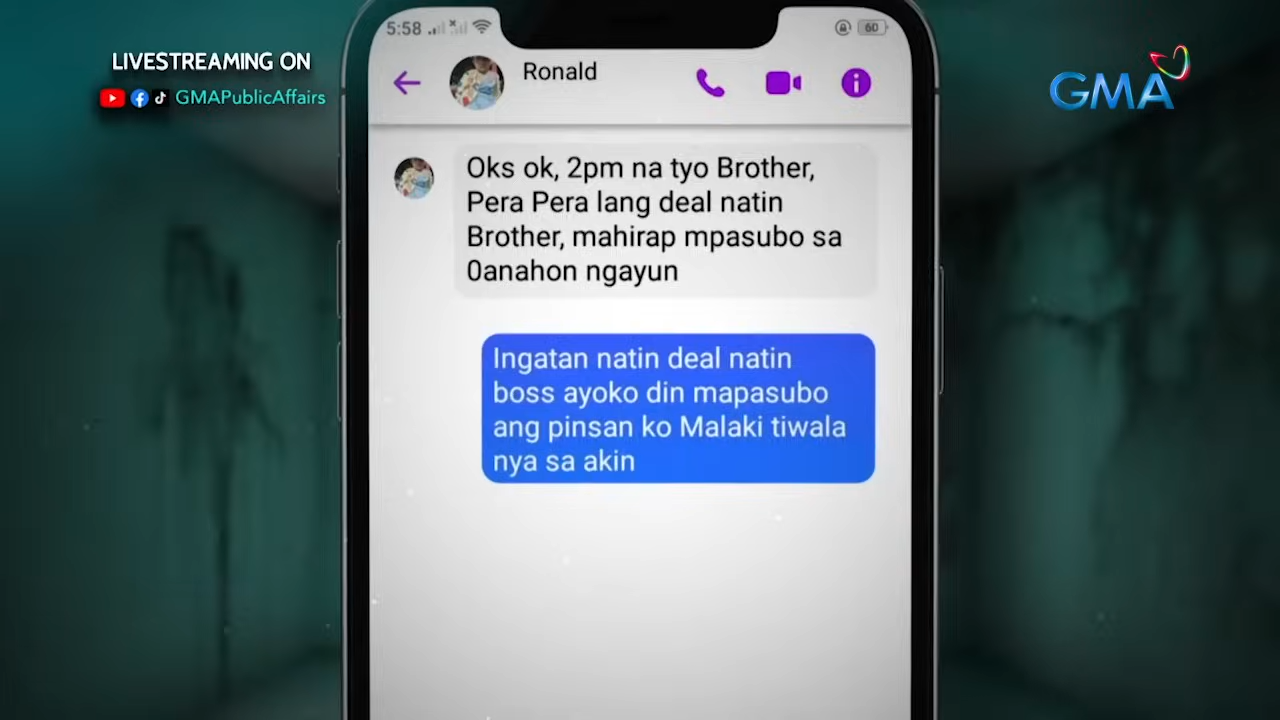 LIVESTREAMING ON
GMAPublicAffairs
GMA
5:58
60
Ronald
Oks ok, 2pm na tyo Brother,
Pera Pera lang deal natin
Brother, mahirap mpasubo sa
0anahon ngayun
Ingatan natin deal natin
boss ayoko din mapasubo
ang pinsan ko Malaki tiwala
nya sa akin